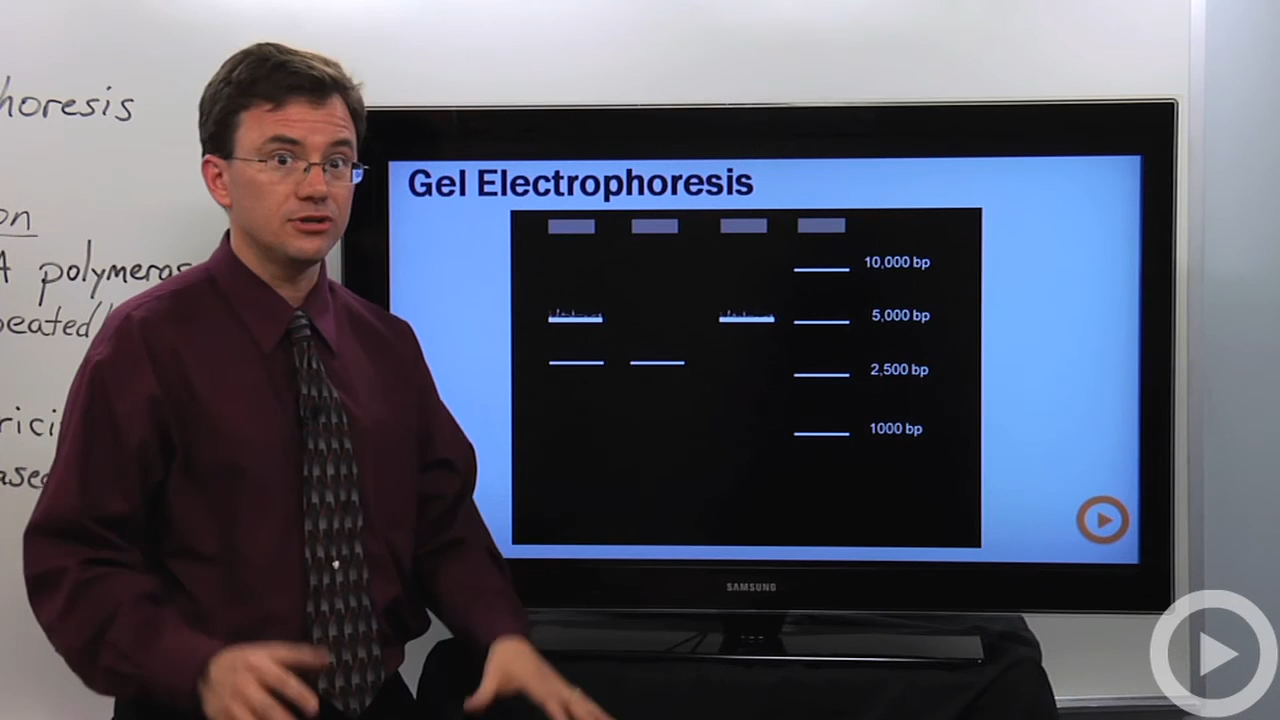 horesis
on
A polymeras
peated/
rici
ased
Gel Electrophoresis
10,000 bp
5,000 bp
2,500 bp
1000 bp
SAMSUNG